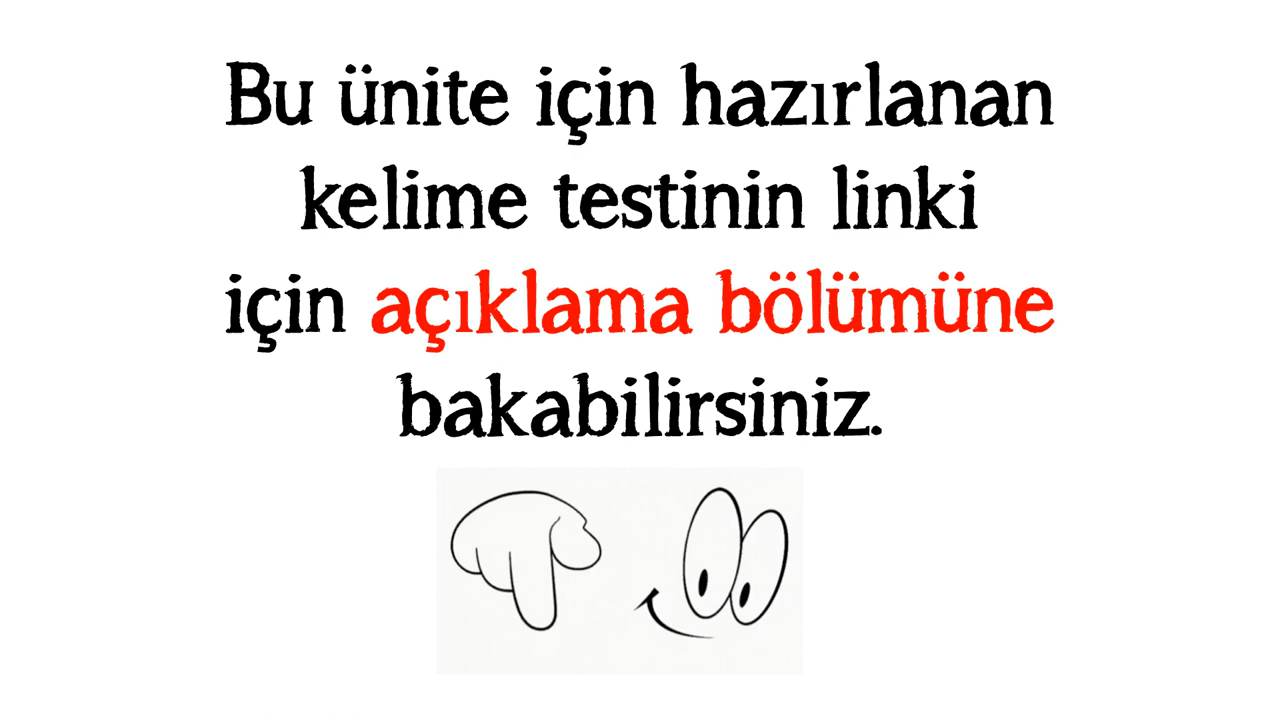 Bu ünite için hazırlanan
kelime testinin linki
için açıklama bölümüne
bakabilirsiniz.